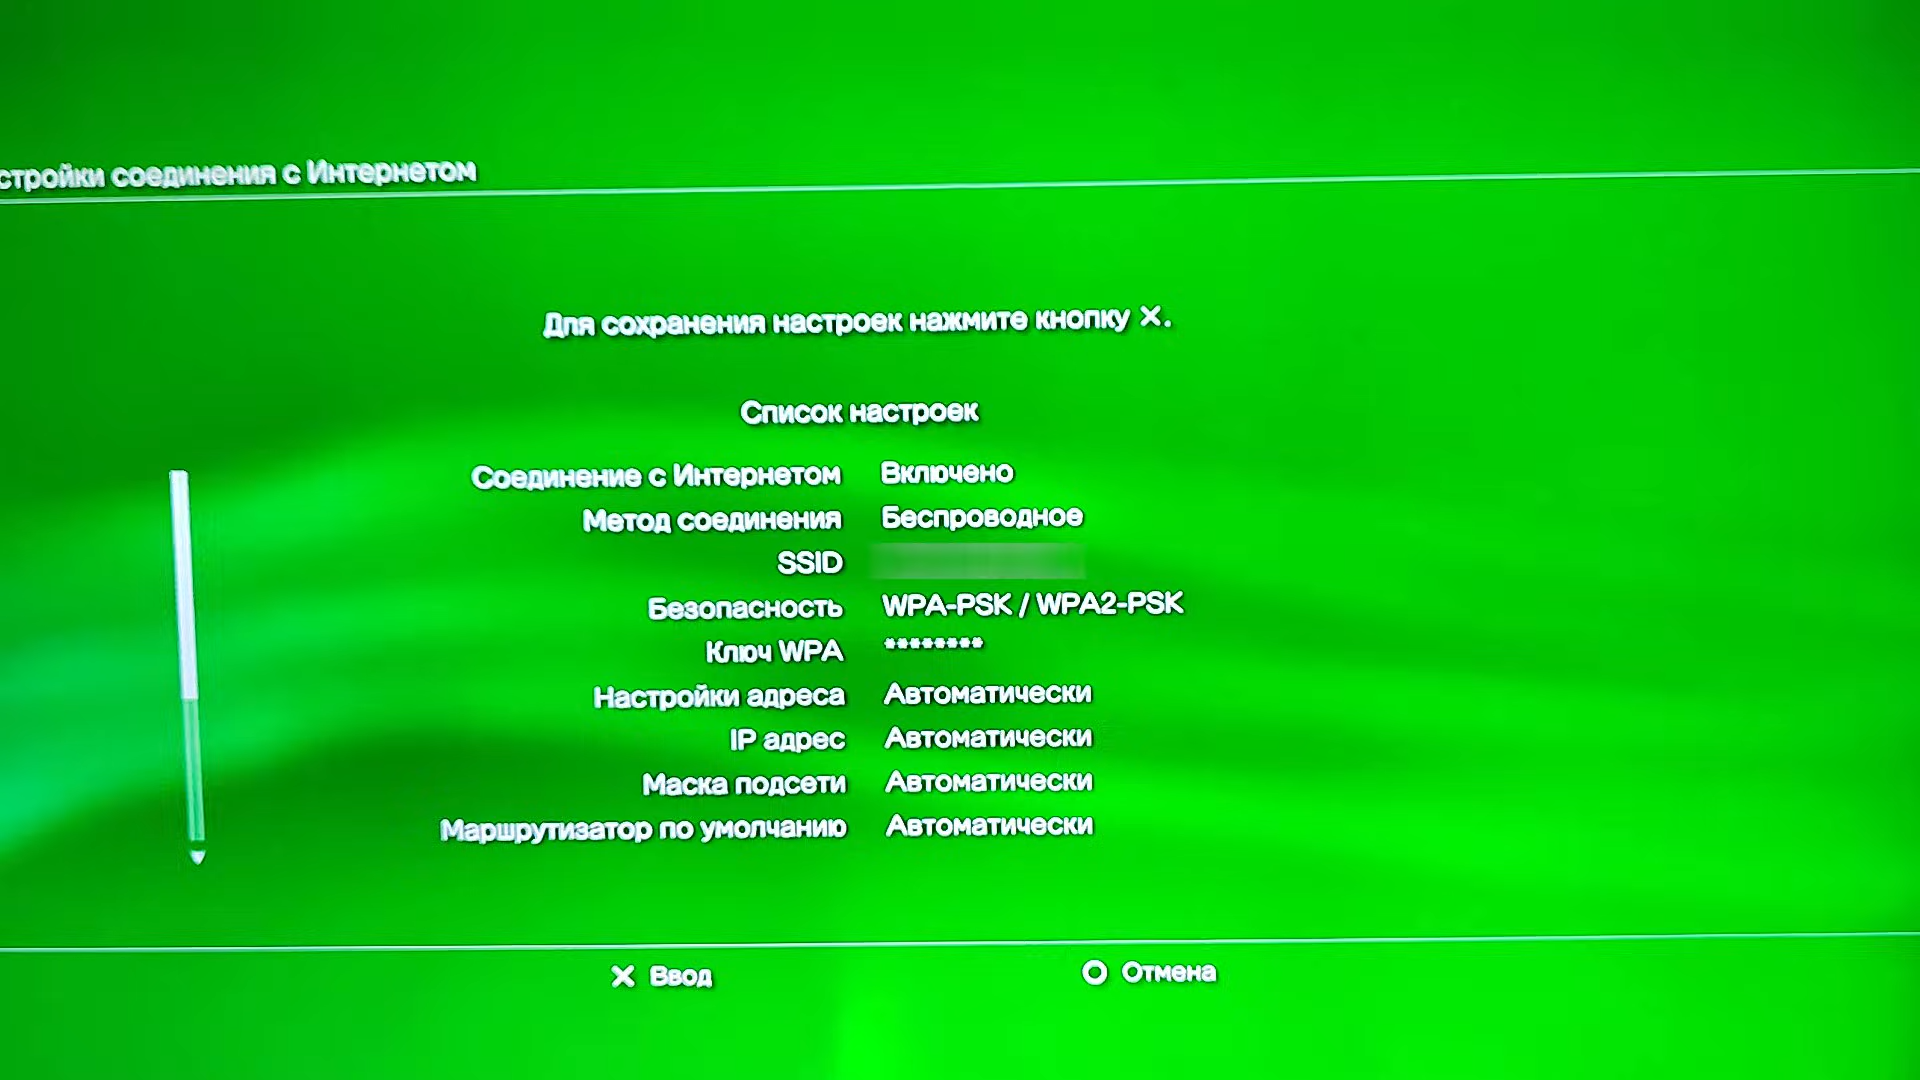 стройки соединения с Интернетом
Для сохранения настроек нажмите кнопку ✕.
Список настроек
Соединение с Интернетом Включено
Метод соединения Беспроводное
SSID
Безопасность WPA-PSK / WPA2-PSK
Ключ WPA ********
Настройки адреса Автоматически
IP адрес Автоматически
Маска подсети Автоматически
Маршрутизатор по умолчанию Автоматически
✕ Ввод ○ Отмена